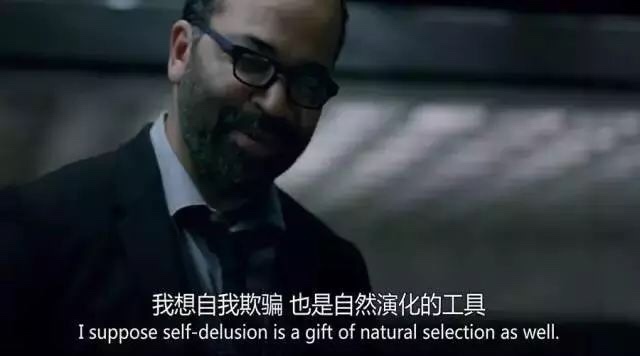 我想自我欺骗 也是自然演化的工具
I suppose self-delusion is a gift of natural selection as well.